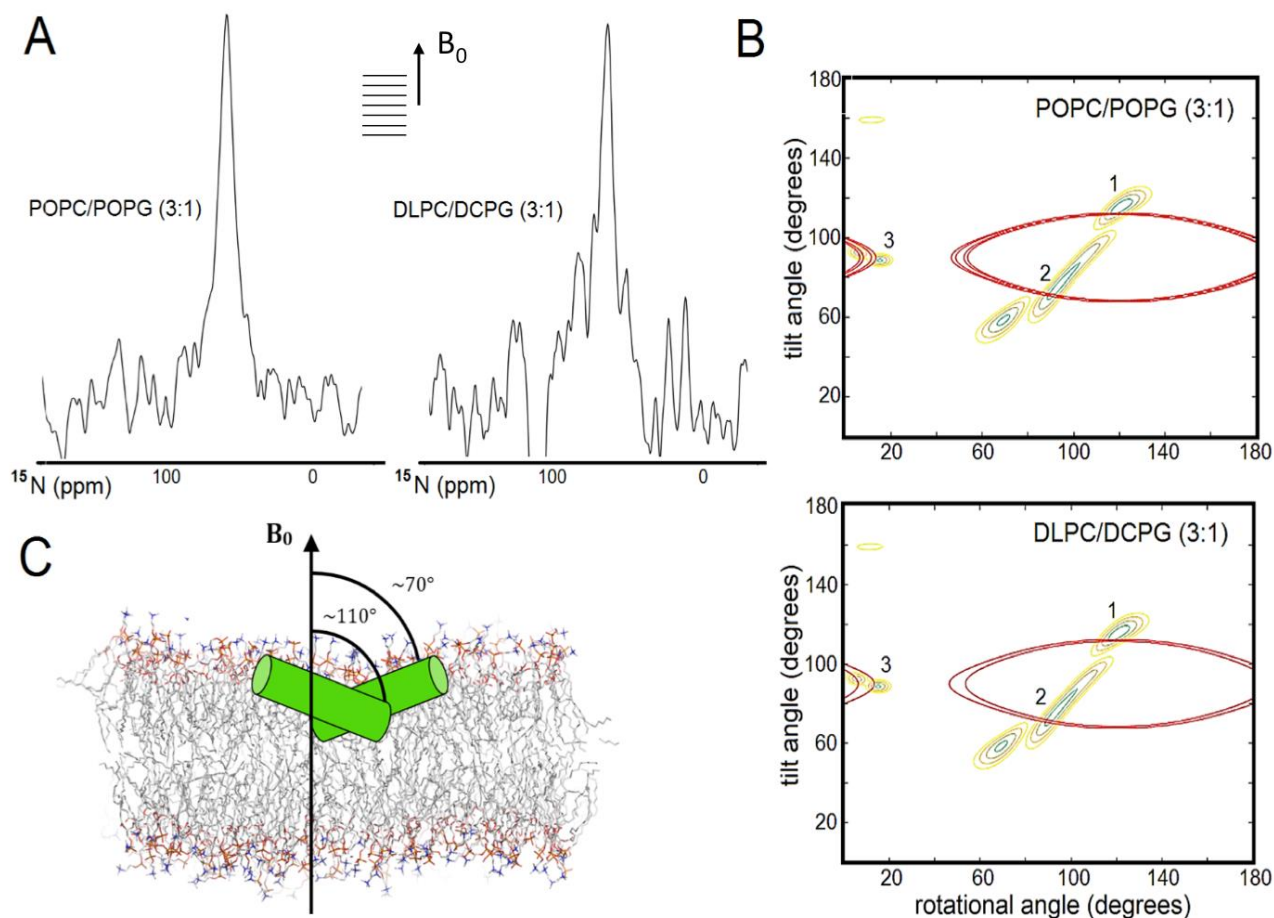 A
B₀
POPC/POPG (3:1)
DLPC/DCPG (3:1)
¹⁵N (ppm)
100
0
¹⁵N (ppm)
100
0
B
180
140
100
60
20
tilt angle (degrees)
POPC/POPG (3:1)
1
2
3
20
60
100
140
180
180
140
100
60
20
tilt angle (degrees)
DLPC/DCPG (3:1)
1
2
3
20
60
100
140
180
rotational angle (degrees)
C
B₀
~70°
~110°